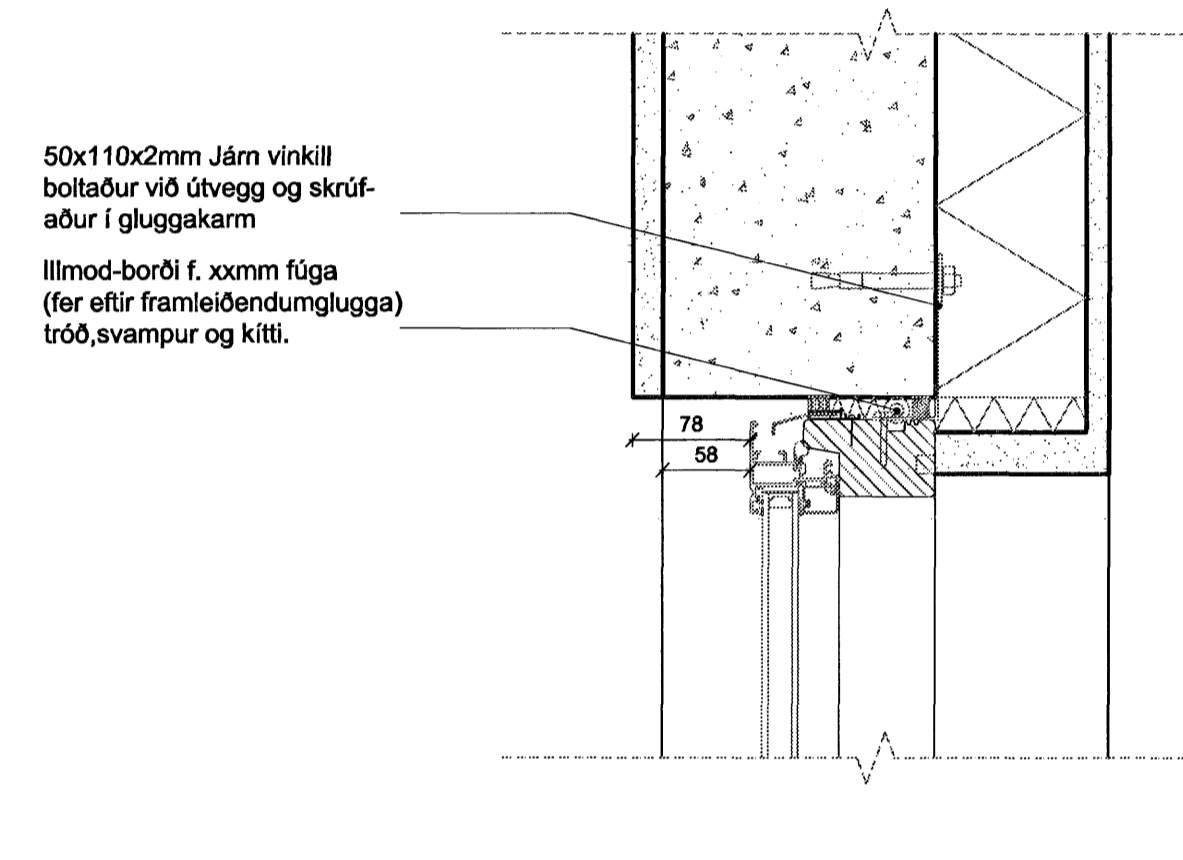 50x110x2mm Járn vinkill
boltaður við útvegg og skrúf-
aður í gluggakarm
Illmod-borði f. xxmm fúga
(fer eftir framleiðendumglugga)
tróð,svampur og kítti.
78
58